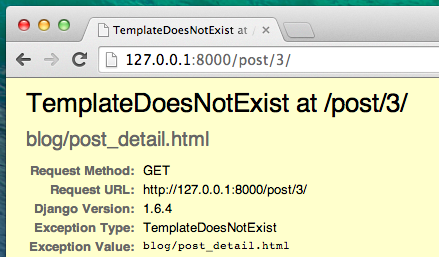 TemplateDoesNotExist at /
127.0.0.1:8000/post/3/
TemplateDoesNotExist at /post/3/
blog/post_detail.html
Request Method: GET
Request URL: http://127.0.0.1:8000/post/3/
Django Version: 1.6.4
Exception Type: TemplateDoesNotExist
Exception Value: blog/post_detail.html